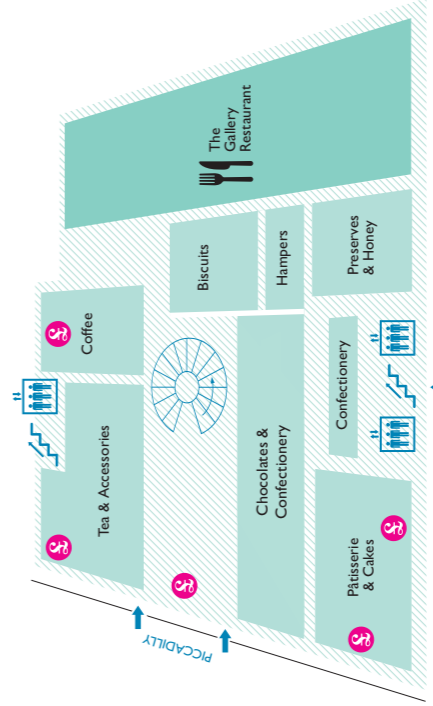 The
Gallery
Restaurant
Biscuits
Hampers
Preserves
& Honey
Coffee
Confectionery
Tea & Accessories
Chocolates &
Confectionery
Pâtisserie
& Cakes
PICCADILLY